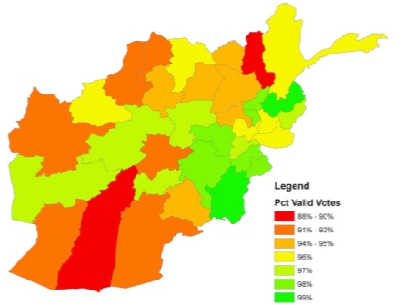 Legend
Pct Valid Votes
88% - 90%
91% - 93%
94% - 95%
96%
97%
98%
99%